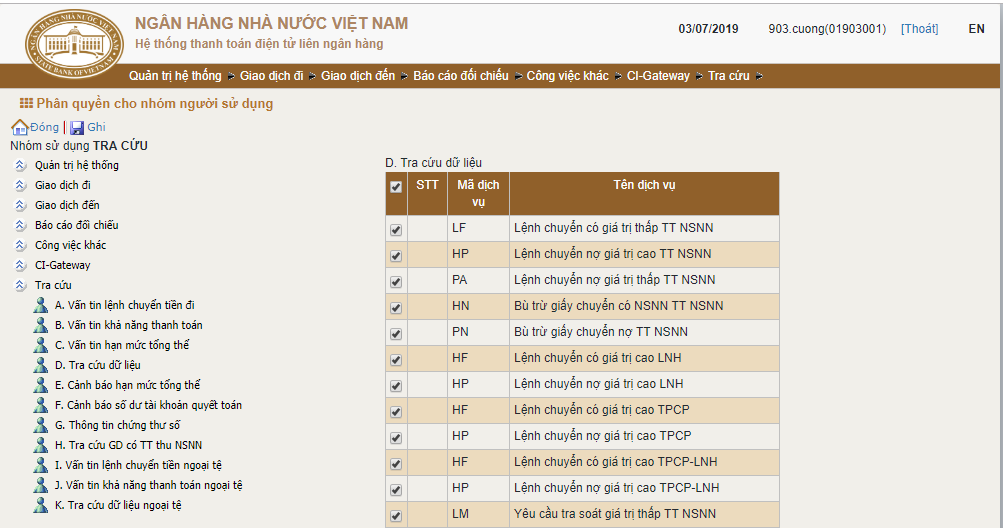 NGÂN HÀNG NHÀ NƯỚC VIỆT NAM
Hệ thống thanh toán điện tử liên ngân hàng
03/07/2019 903.cuong(01903001) [Thoát] EN
NGÂN HÀNG NHÀ NƯỚC VIỆT NAM
STATE BANK OF VIETNAM
Quản trị hệ thống Giao dịch đi Giao dịch đến Báo cáo đối chiếu Công việc khác CI-Gateway Tra cứu
Phân quyền cho nhóm người sử dụng
Đóng | Ghi
Nhóm sử dụng TRA CỨU
Quản trị hệ thống
Giao dịch đi
Giao dịch đến
Báo cáo đối chiếu
Công việc khác
CI-Gateway
Tra cứu
A. Vấn tin lệnh chuyển tiền đi
B. Vấn tin khả năng thanh toán
C. Vấn tin hạn mức tổng thể
D. Tra cứu dữ liệu
E. Cảnh báo hạn mức tổng thể
F. Cảnh báo số dư tài khoản quyết toán
G. Thông tin chứng thư số
H. Tra cứu GD có TT thu NSNN
I. Vấn tin lệnh chuyển tiền ngoại tệ
J. Vấn tin khả năng thanh toán ngoại tệ
K. Tra cứu dữ liệu ngoại tệ
D. Tra cứu dữ liệu
STT Mã dịch vụ Tên dịch vụ
LF Lệnh chuyển có giá trị thấp TT NSNN
HP Lệnh chuyển nợ giá trị cao TT NSNN
PA Lệnh chuyển nợ giá trị thấp TT NSNN
HN Bù trừ giấy chuyển có NSNN TT NSNN
PN Bù trừ giấy chuyển nợ TT NSNN
HF Lệnh chuyển có giá trị cao LNH
HP Lệnh chuyển nợ giá trị cao LNH
HF Lệnh chuyển có giá trị cao TPCP
HP Lệnh chuyển nợ giá trị cao TPCP
HF Lệnh chuyển có giá trị cao TPCP-LNH
HP Lệnh chuyển nợ giá trị cao TPCP-LNH
LM Yêu cầu tra soát giá trị thấp TT NSNN